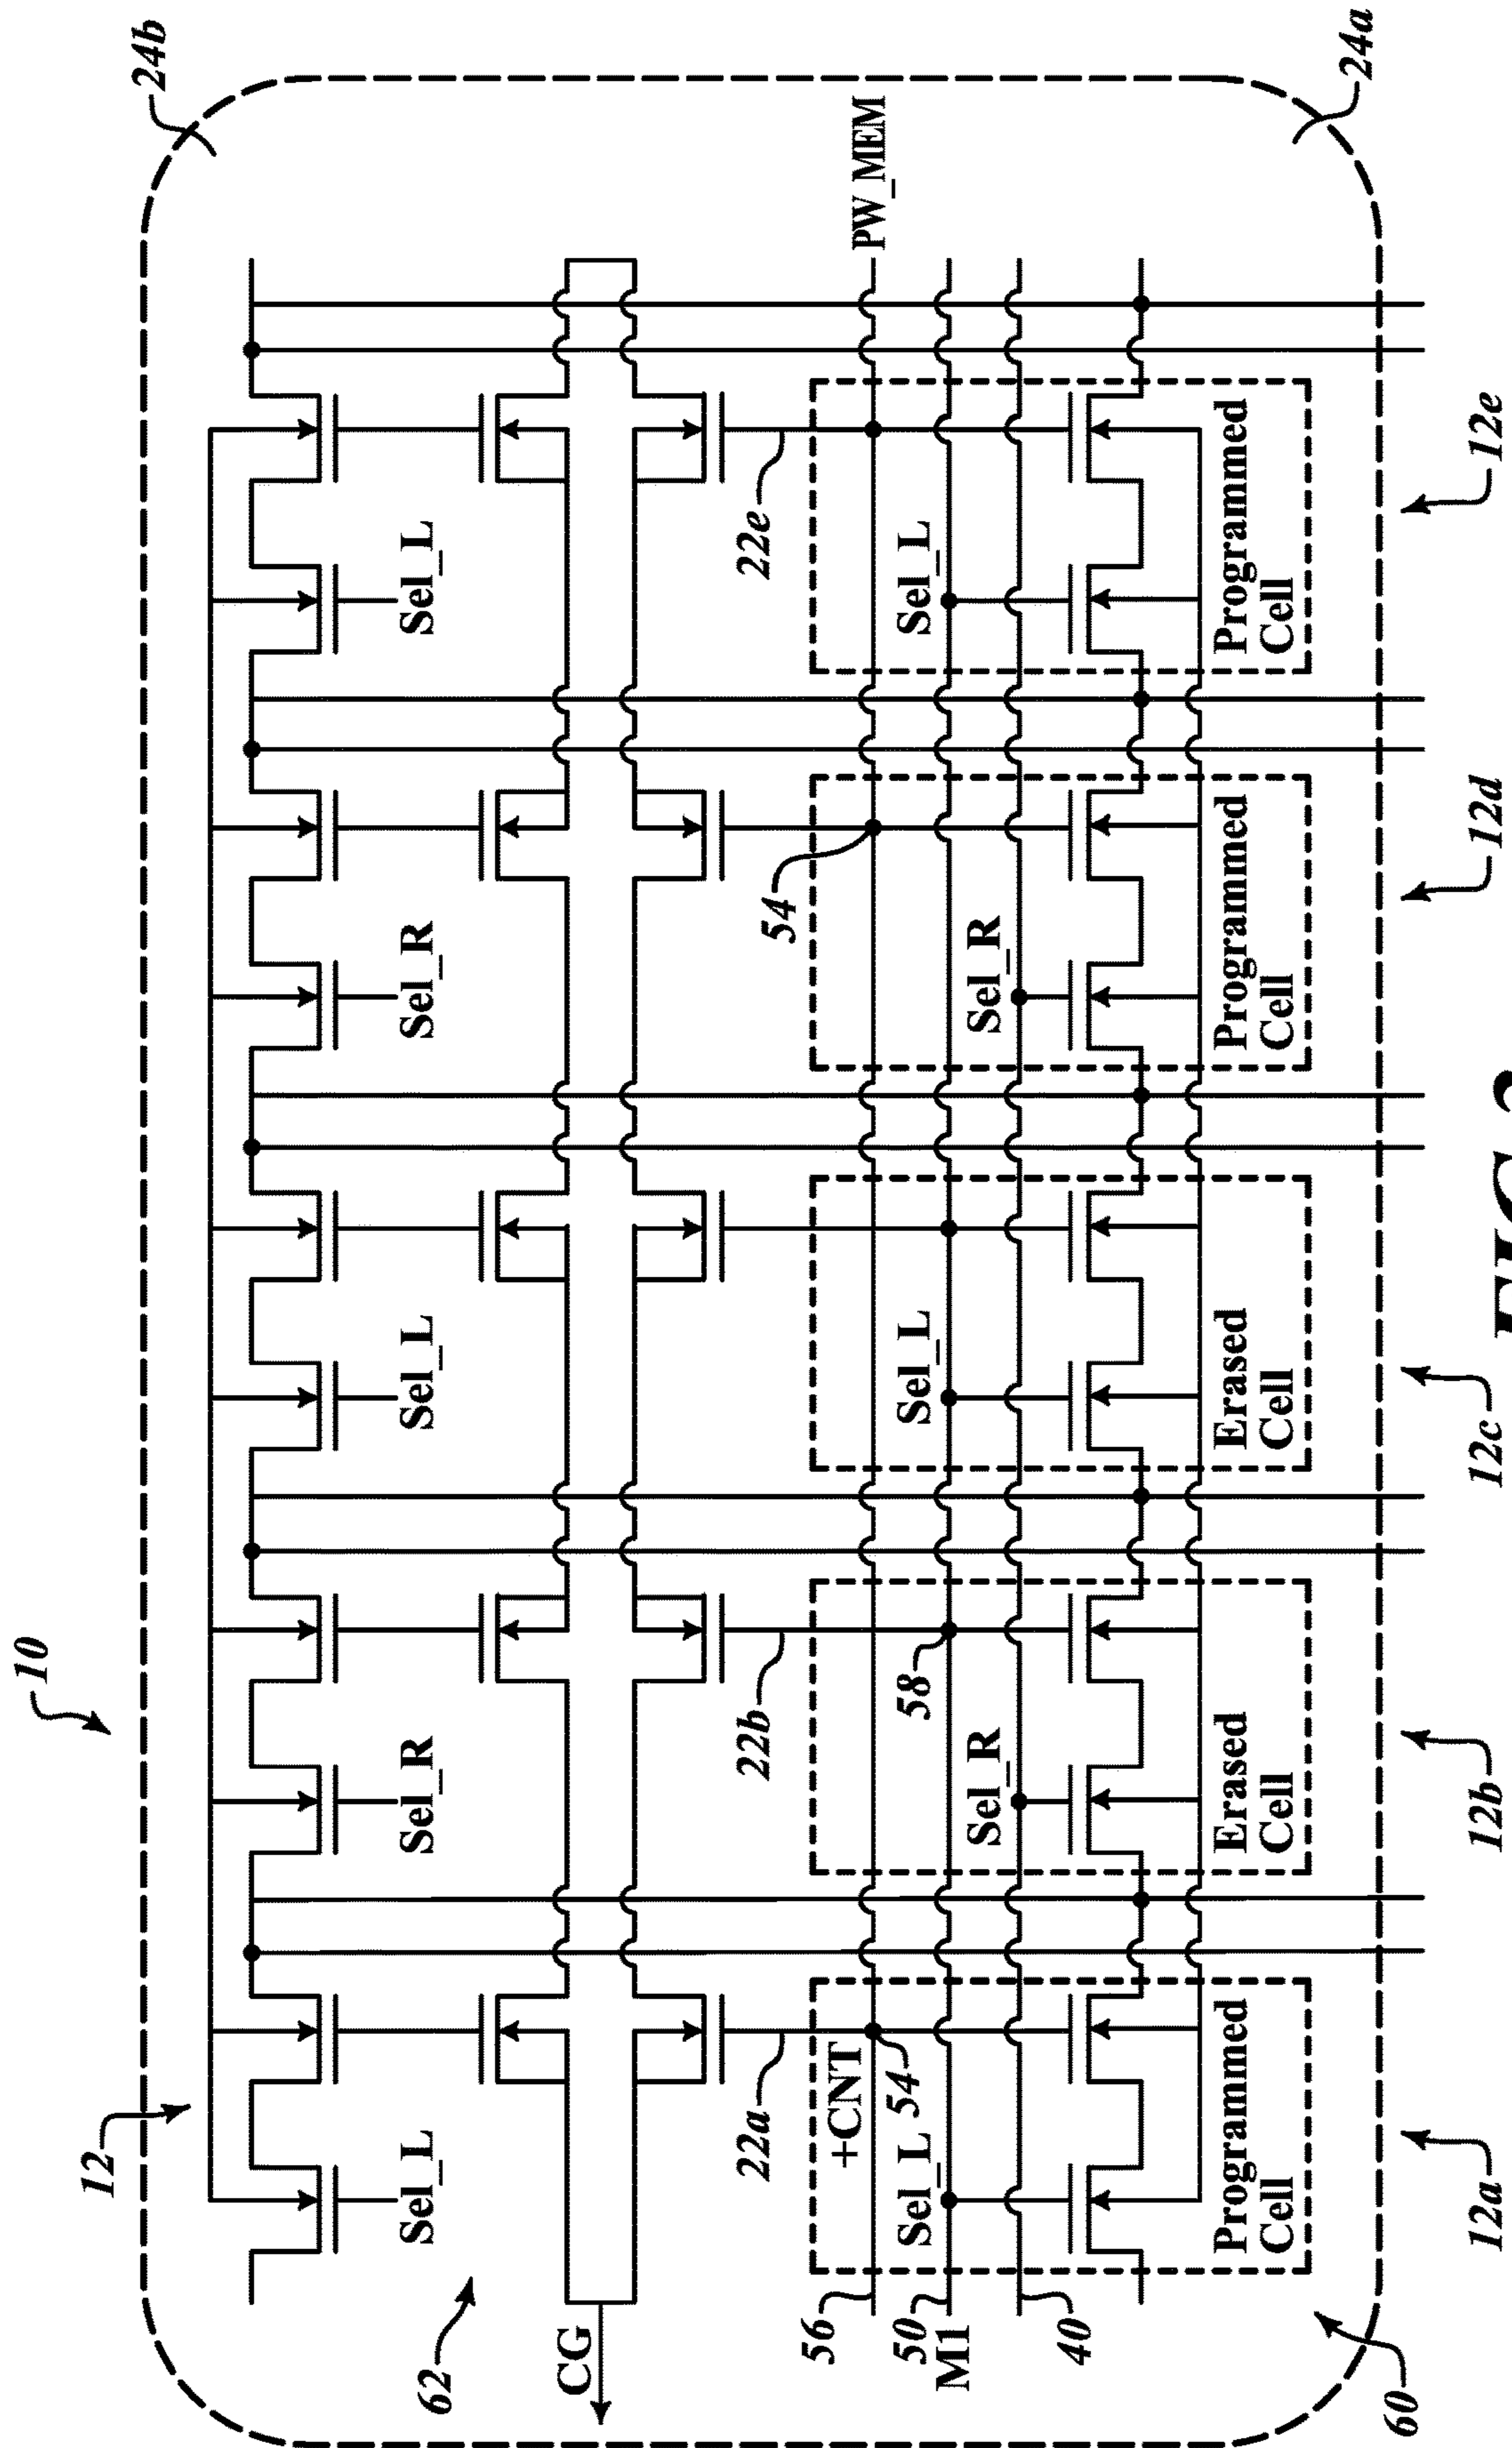 10
12
24b
Sel_L
Sel_R
Sel_L
Sel_R
Sel_L
62
CG
22a
22b
22e
54
PW_MEM
56
+CNT
54
58
50
M1
Sel_L
Sel_L
Sel_L
Sel_R
Sel_R
40
Programmed
Cell
Erased
Cell
Erased
Cell
Programmed
Cell
Programmed
Cell
60
24a
12a
12b
12c
12d
12e